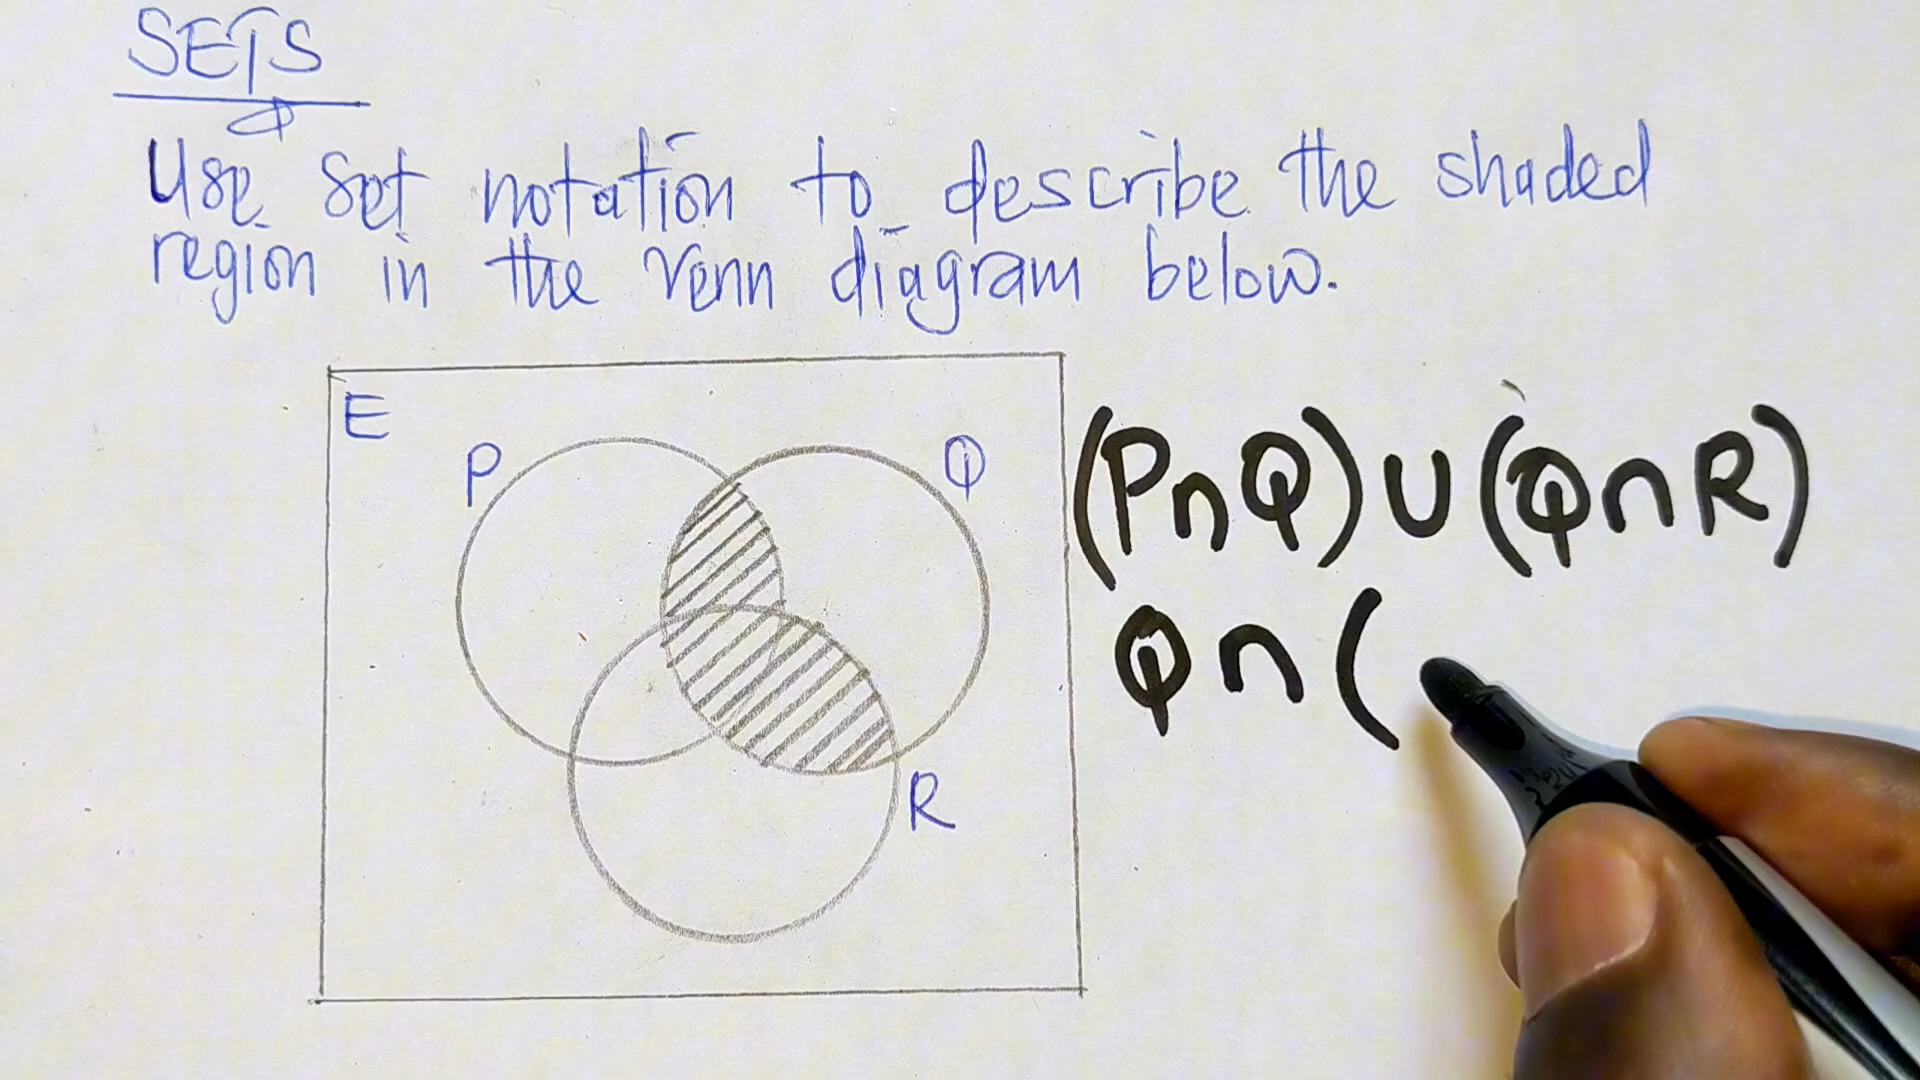 SETS
Use set notation to describe the shaded
region in the Venn diagram below.
E
P
Q
R
(P∩Q)∪(Q∩R)
Q∩(